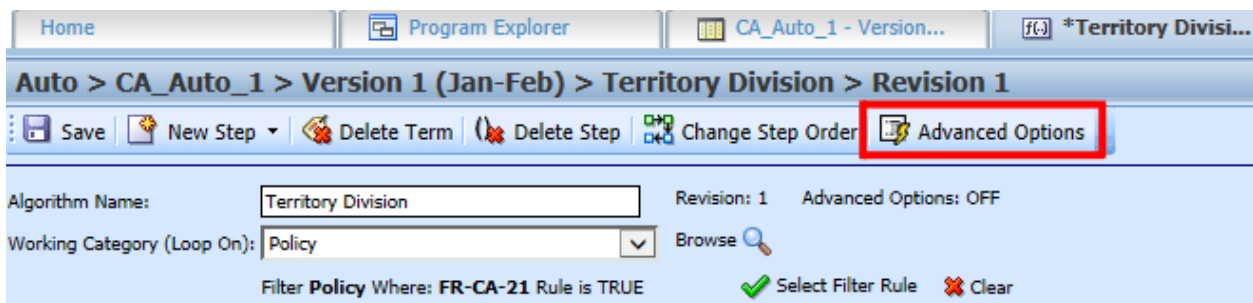 Home Program Explorer CA_Auto_1 - Version... f(.) *Territory Divisi...
Auto > CA_Auto_1 > Version 1 (Jan-Feb) > Territory Division > Revision 1
Save New Step Delete Term Delete Step Change Step Order Advanced Options
Algorithm Name: Territory Division Revision: 1 Advanced Options: OFF
Working Category (Loop On): Policy Browse
Filter Policy Where: FR-CA-21 Rule is TRUE Select Filter Rule Clear